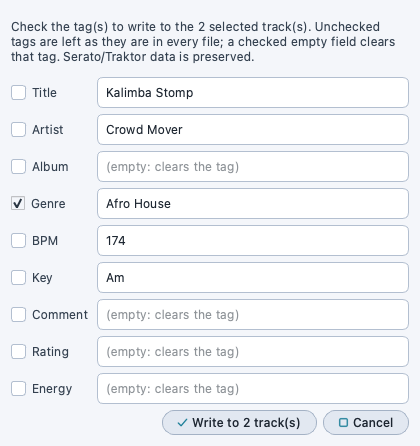 Check the tag(s) to write to the 2 selected track(s). Unchecked
tags are left as they are in every file; a checked empty field clears
that tag. Serato/Traktor data is preserved.
Title Kalimba Stomp
Artist Crowd Mover
Album (empty: clears the tag)
Genre Afro House
BPM 174
Key Am
Comment (empty: clears the tag)
Rating (empty: clears the tag)
Energy (empty: clears the tag)
Write to 2 track(s) Cancel